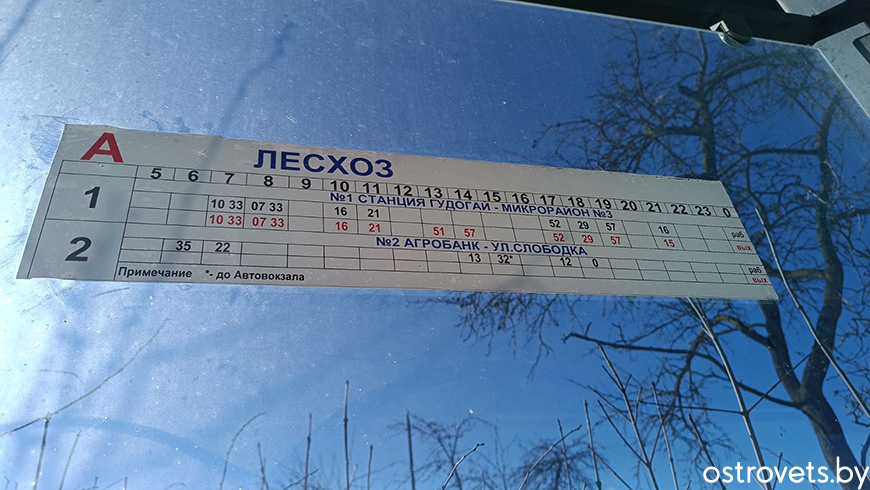 А ЛЕСХОЗ
5 6 7 8 9 10 11 12 13 14 15 16 17 18 19 20 21 22 23 0
1 №1 СТАНЦИЯ ГУДОГАЙ - МИКРОРАЙОН №3
10 33 07 33 16 21 52 29 57 16 раб
10 33 07 33 16 21 51 57 52 29 57 15 вых
2 №2 АГРОБАНК - УЛ.СЛОБОДКА
35 22 13 32* 12 0 раб
вых
Примечание *- до Автовокзала
ostrovets.by